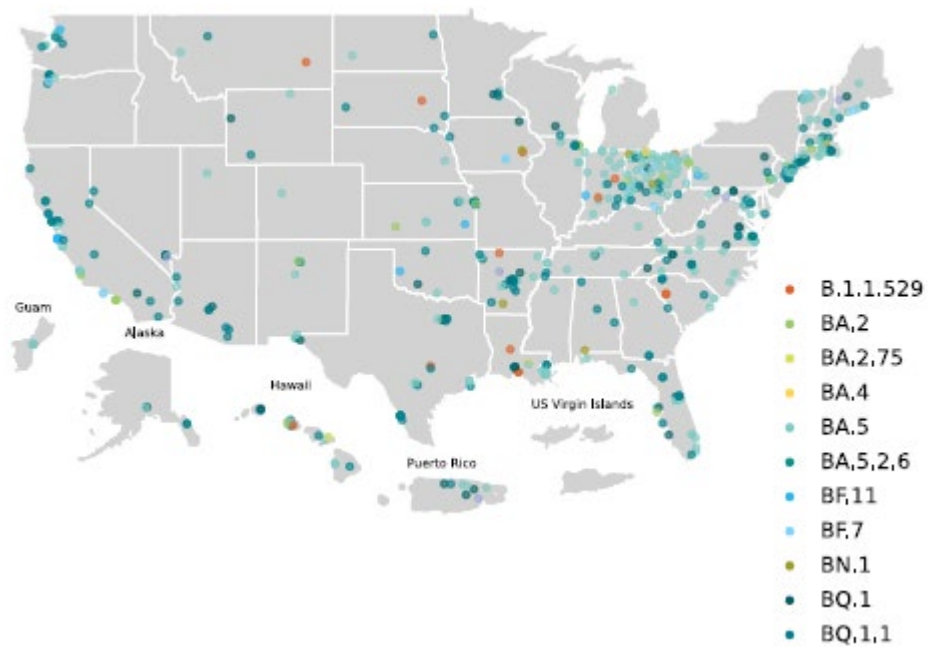 Guam
Alaska
Hawaii
US Virgin Islands
Puerto Rico
B.1.1.529
BA.2
BA.2.75
BA.4
BA.5
BA.5.2.6
BF.11
BF.7
BN.1
BQ.1
BQ.1.1